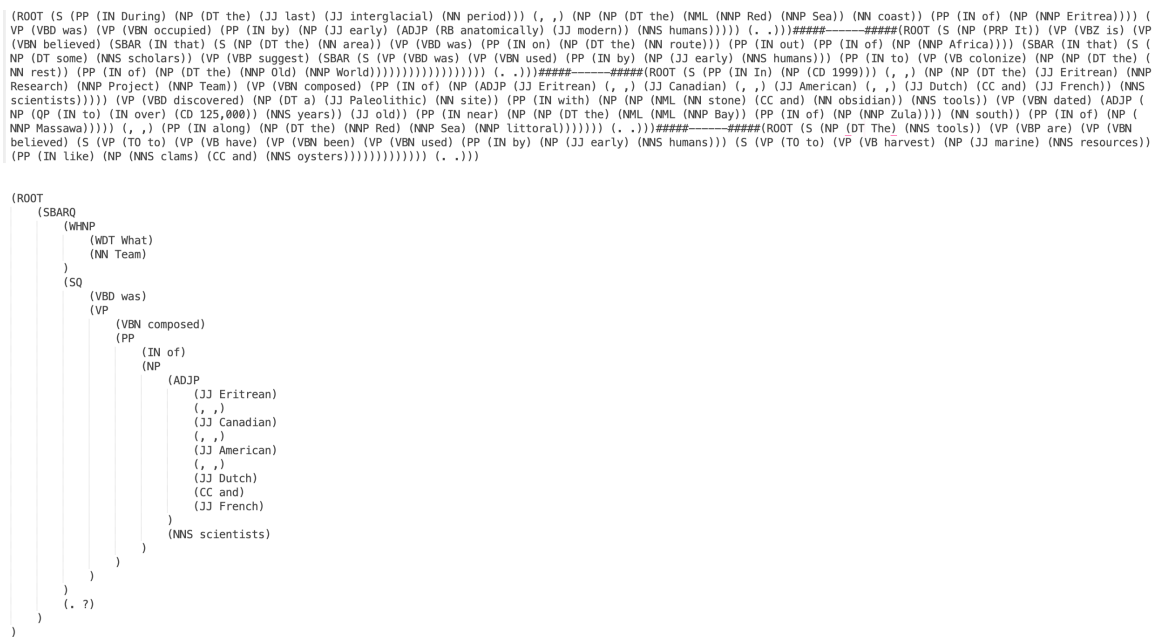 (ROOT (S (PP (IN During) (NP (DT the) (JJ last) (JJ interglacial) (NN period))) (, ,) (NP (NP (DT the) (NML (NNP Red) (NNP Sea)) (NN coast)) (PP (IN of) (NP (NNP Eritrea)))) (
VP (VBD was) (VP (VBN occupied) (PP (IN by) (NP (JJ early) (ADJP (RB anatomically) (JJ modern)) (NNS humans))))) (. .)))#####------#####(ROOT (S (NP (PRP It)) (VP (VBZ is) (VP
(VBN believed) (SBAR (IN that) (S (NP (DT the) (NN area)) (VP (VBD was) (PP (IN on) (NP (DT the) (NN route))) (PP (IN out) (PP (IN of) (NP (NNP Africa)))) (SBAR (IN that) (S (
NP (DT some) (NNS scholars)) (VP (VBP suggest) (SBAR (S (VP (VBD was) (VP (VBN used) (PP (IN by) (NP (JJ early) (NNS humans))) (PP (IN to) (VP (VB colonize) (NP (NP (DT the) (
NN rest)) (PP (IN of) (NP (DT the) (NNP Old) (NNP World)))))))))))))))))) (. .)))#####------#####(ROOT (S (PP (IN In) (NP (CD 1999))) (, ,) (NP (NP (DT the) (JJ Eritrean) (NNP
Research) (NNP Project) (NNP Team)) (VP (VBN composed) (PP (IN of) (NP (ADJP (JJ Eritrean) (, ,) (JJ Canadian) (, ,) (JJ American) (, ,) (JJ Dutch) (CC and) (JJ French)) (NNS
scientists))))) (VP (VBD discovered) (NP (DT a) (JJ Paleolithic) (NN site)) (PP (IN with) (NP (NP (NML (NN stone) (CC and) (NN obsidian)) (NNS tools)) (VP (VBN dated) (ADJP (
NP (QP (IN to) (IN over) (CD 125,000)) (NNS years)) (JJ old)) (PP (IN near) (NP (NP (DT the) (NML (NML (NNP Bay)) (PP (IN of) (NP (NNP Zula)))) (NN south)) (PP (IN of) (NP (
NNP Massawa))))) (, ,) (PP (IN along) (NP (DT the) (NNP Red) (NNP Sea) (NNP littoral))))))) (. .)))#####------#####(ROOT (S (NP (DT The) (NNS tools)) (VP (VBP are) (VP (VBN
believed) (S (VP (TO to) (VP (VB have) (VP (VBN been) (VP (VBN used) (PP (IN by) (NP (JJ early) (NNS humans))) (S (VP (TO to) (VP (VB harvest) (NP (JJ marine) (NNS resources))
(PP (IN like) (NP (NNS clams) (CC and) (NNS oysters))))))))))))) (. .)))
(ROOT
(SBARQ
(WHNP
(WDT What)
(NN Team)
)
(SQ
(VBD was)
(VP
(VBN composed)
(PP
(IN of)
(NP
(ADJP
(JJ Eritrean)
(, ,)
(JJ Canadian)
(, ,)
(JJ American)
(, ,)
(JJ Dutch)
(CC and)
(JJ French)
)
(NNS scientists)
)
)
)
)
(. ?)
)
)